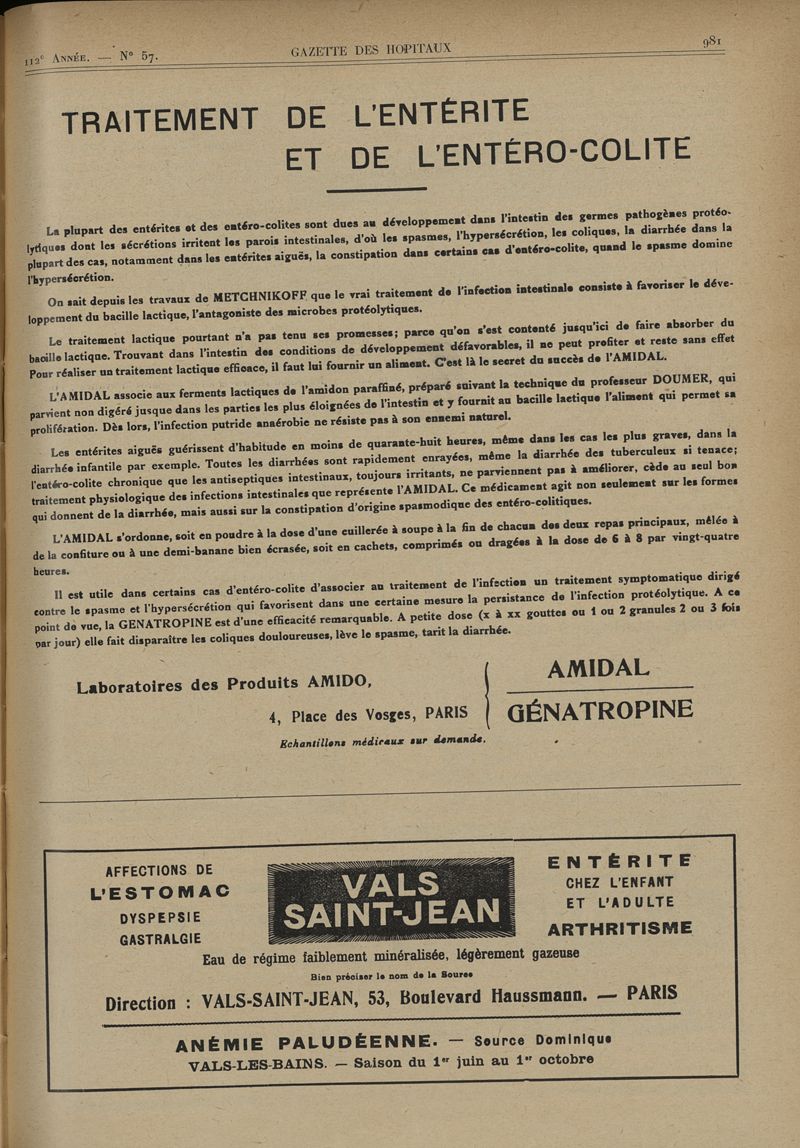 112e ANNÉE. — N° 57.
GAZETTE DES HOPITAUX
981
TRAITEMENT DE L'ENTÉRITE
ET DE L'ENTÉRO-COLITE
La plupart des entérites et des entéro-colites sont dues au développement dans l'intestin des germes pathogènes protéo-
lytiques dont les sécrétions irritent les parois intestinales, d'où les spasmes, l'hypersécrétion, les coliques, la diarrhée dans la
plupart des cas, notamment dans les entérites aiguës, la constipation dans certains cas d'entéro-colite, quand le spasme domine
l'hypersécrétion.
On sait depuis les travaux de METCHNIKOFF que le vrai traitement de l'infection intestinale consiste à favoriser le déve-
loppement du bacille lactique, l'antagoniste des microbes protéolytiques.
Le traitement lactique pourtant n'a pas tenu ses promesses; parce qu'on s'est contenté jusqu'ici de faire absorber du
bacille lactique. Trouvant dans l'intestin des conditions de développement défavorables, il ne peut profiter et reste sans effet
Pour réaliser un traitement lactique efficace, il faut lui fournir un aliment. C'est là le secret du succès de l'AMIDAL.
L'AMIDAL associe aux ferments lactiques de l'amidon paraffiné, préparé suivant la technique du professeur DOUMER, qui
parvient non digéré jusque dans les parties les plus éloignées de l'intestin et y fournit au bacille lactique l'aliment qui permet sa
prolifération. Dès lors, l'infection putride anaérobie ne résiste pas à son ennemi naturel.
Les entérites aiguës guérissent d'habitude en moins de quarante-huit heures, même dans les cas les plus graves, dans la
diarrhée infantile par exemple. Toutes les diarrhées sont rapidement enrayées, même la diarrhée des tuberculeux si tenace;
l'entéro-colite chronique que les antiseptiques intestinaux, toujours irritants, ne parviennent pas à améliorer, cède au seul bon
traitement physiologique des infections intestinales que représente l'AMIDAL. Ce médicament agit non seulement sur les formes
qui donnent de la diarrhée, mais aussi sur la constipation d'origine spasmodique des entéro-colitiques.
L'AMIDAL s'ordonne, soit en poudre à la dose d'une cuillerée à soupe à la fin de chacun des deux repas principaux, mêlée à
de la confiture ou à une demi-banane bien écrasée, soit en cachets, comprimés ou dragées à la dose de 6 à 8 par vingt-quatre
heures.
Il est utile dans certains cas d'entéro-colite d'associer au traitement de l'infection un traitement symptomatique dirigé
contre le spasme et l'hypersécrétion qui favorisent dans une certaine mesure la persistance de l'infection protéolytique. A ce
point de vue, la GENATROPINE est d'une efficacité remarquable. A petite dose (x à xx gouttes ou 1 ou 2 granules 2 ou 3 fois
par jour) elle fait disparaître les coliques douloureuses, lève le spasme, tarit la diarrhée.
Laboratoires des Produits AMIDO,
4, Place des Vosges, PARIS
Echantillons médicaux sur demande.
AMIDAL
GÉNATROPINE
AFFECTIONS DE
L'ESTOMAC
DYSPEPSIE
GASTRALGIE
VALS
SAINT-JEAN
ENTÉRITE
CHEZ L'ENFANT
ET L'ADULTE
ARTHRITISME
Eau de régime faiblement minéralisée, légèrement gazeuse
Bien préciser le nom de la Source
Direction : VALS-SAINT-JEAN, 53, Boulevard Haussmann. — PARIS
ANÉMIE PALUDÉENNE. — Source Dominique
VALS-LES-BAINS. — Saison du 1er juin au 1er octobre